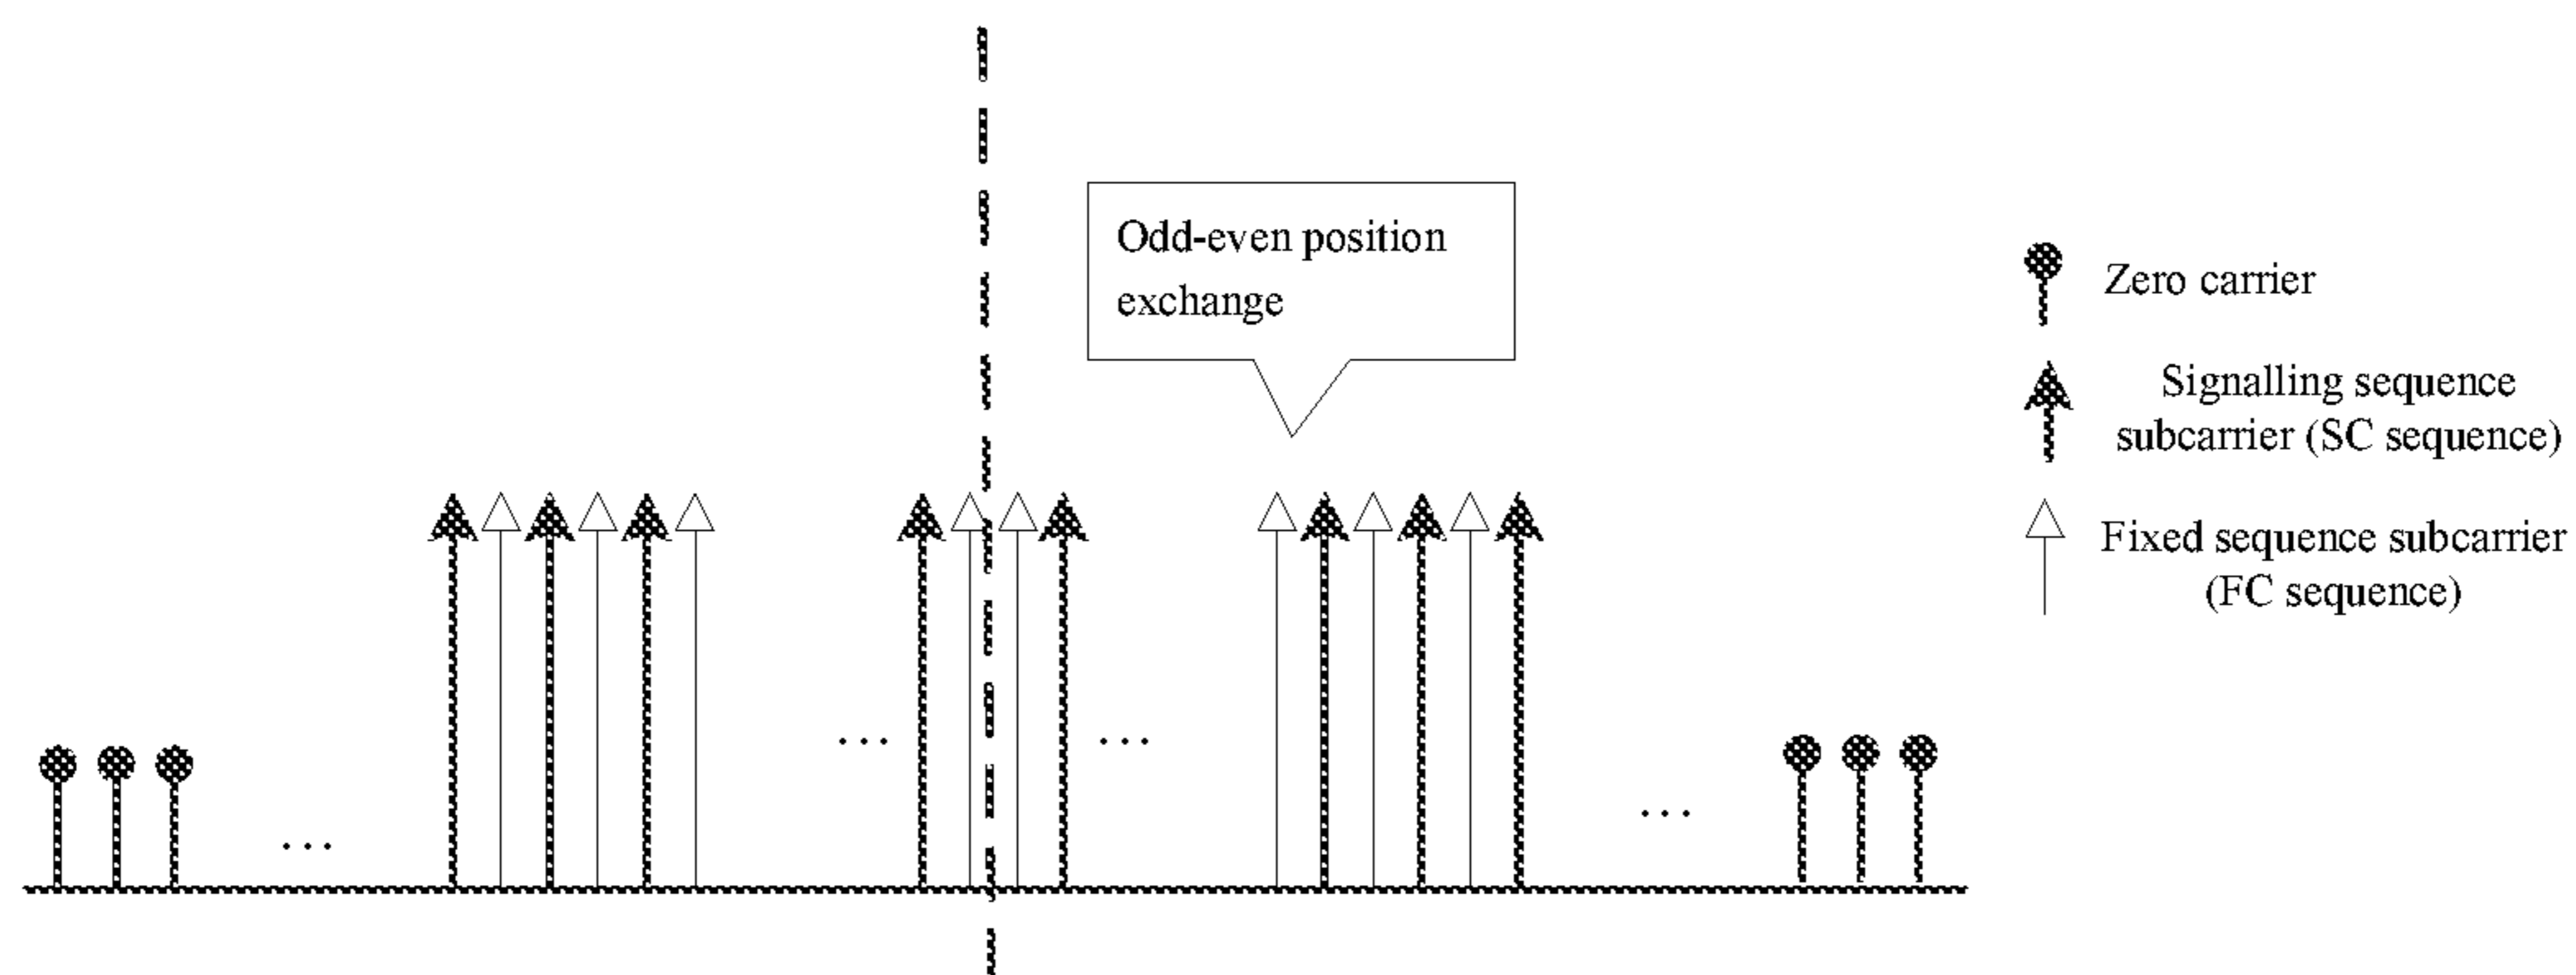 Odd-even position
exchange
Zero carrier
Signalling sequence
subcarrier (SC sequence)
Fixed sequence subcarrier
(FC sequence)
...
...
...
...